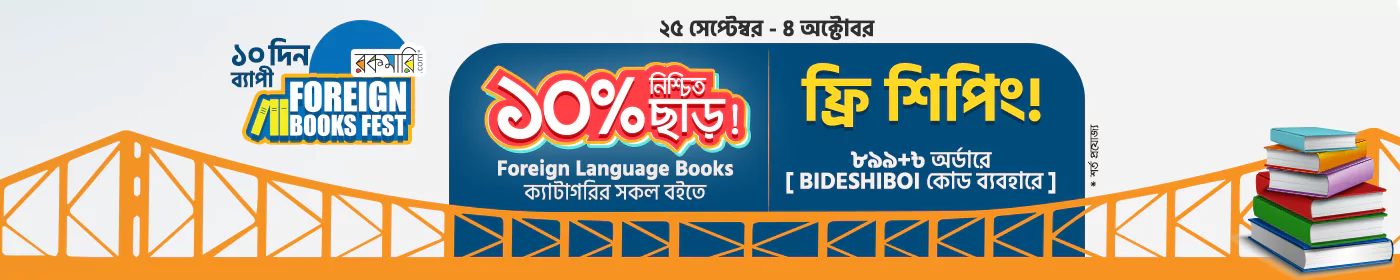 ২৫ সেপ্টেম্বর - ৪ অক্টোবর
১০ দিন
ব্যাপী
রকমারি.com
FOREIGN
BOOKS FEST
১০% নিশ্চিত
ছাড়!
Foreign Language Books
ক্যাটাগরির সকল বইতে
ফ্রি শিপিং!
৮৯৯+৳ অর্ডারে
[ BIDESHIBOI কোড ব্যবহারে ]
* শর্ত প্রযোজ্য